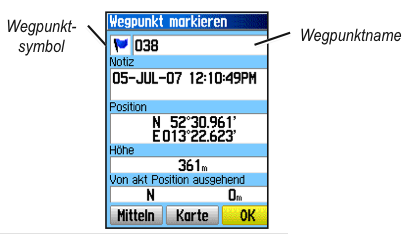 Wegpunkt markieren
Wegpunkt-
symbol
038
Wegpunktname
Notiz
05-JUL-07 12:10:49PM
Position
N 52°30.961'
E013°22.623'
Höhe
361m
Von akt Position ausgehend
N 0m
Mitteln Karte OK